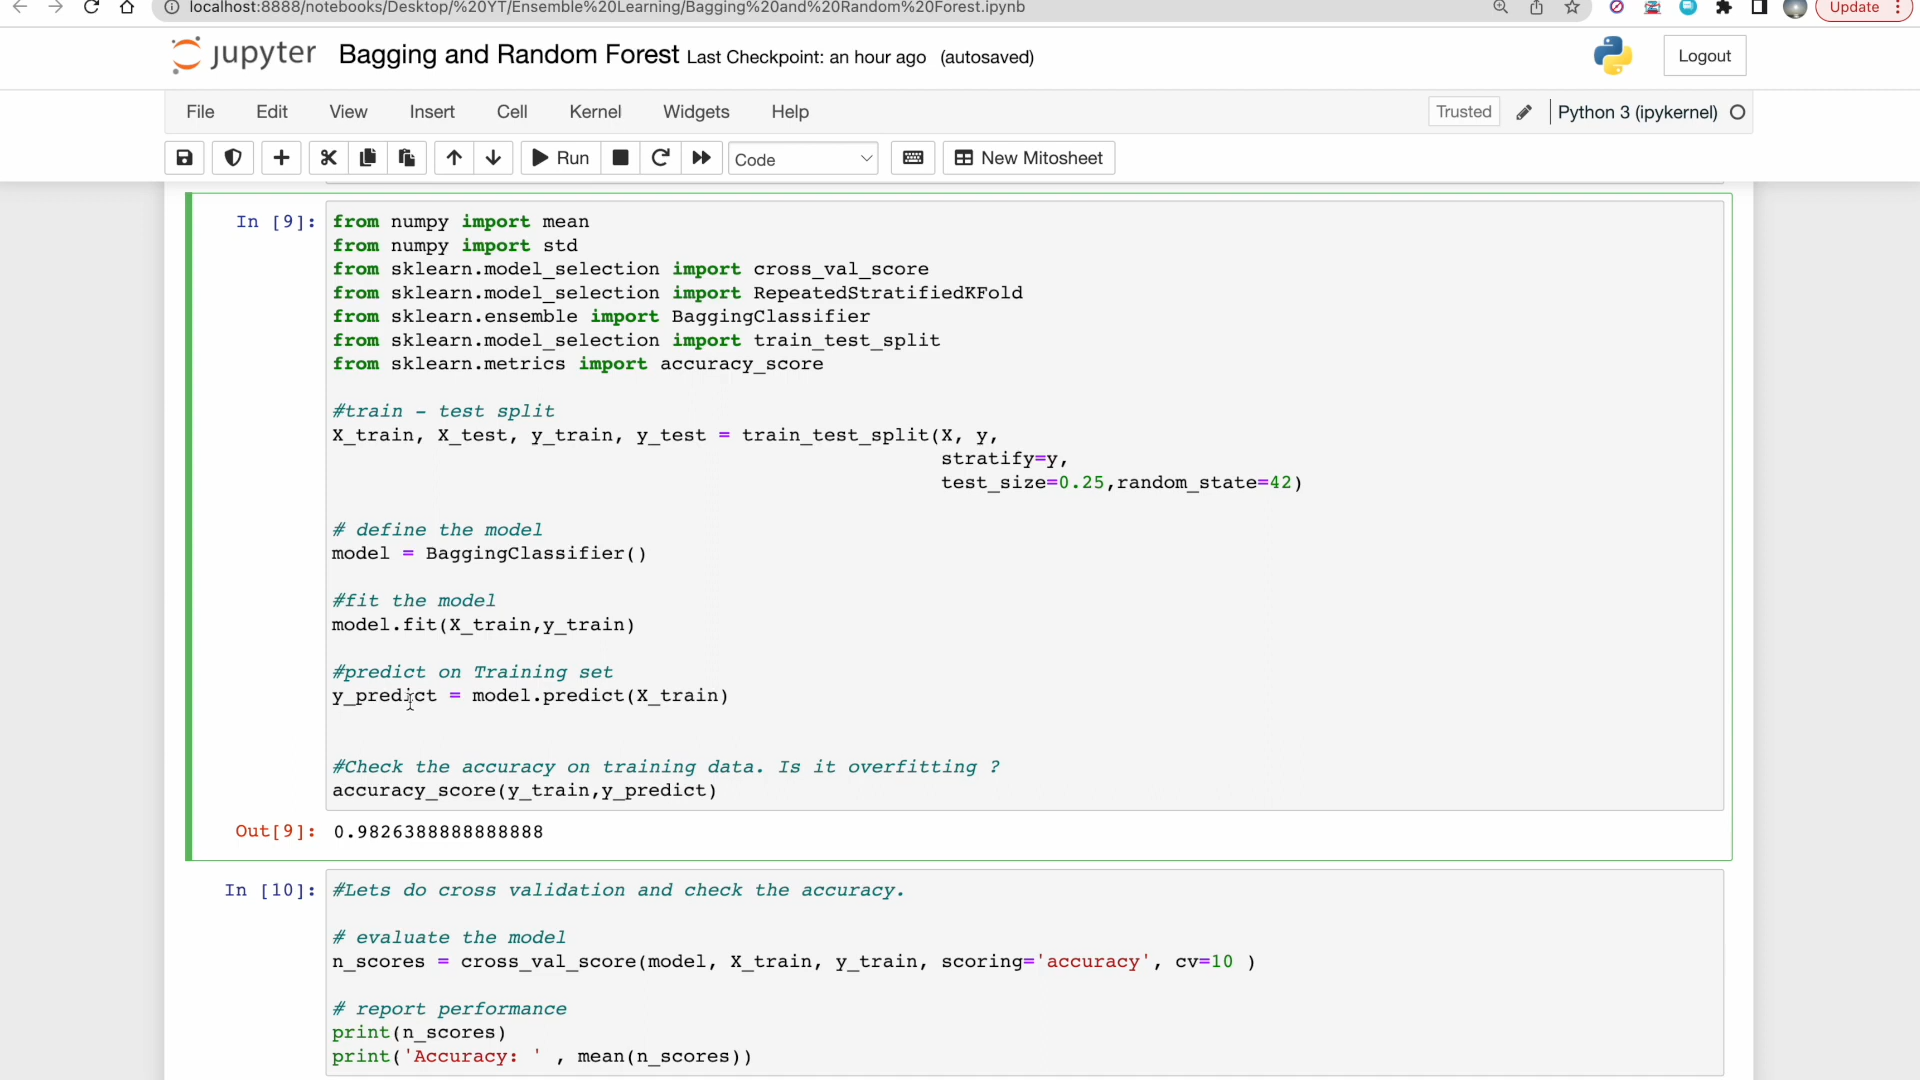 localhost:8888/notebooks/Desktop/%20YT/Ensemble%20Learning/Bagging%20and%20Random%20Forest.ipynb
Update
jupyter Bagging and Random Forest Last Checkpoint: an hour ago (autosaved)
Logout
File Edit View Insert Cell Kernel Widgets Help
Trusted Python 3 (ipykernel)
Run Code New Mitosheet
In [9]: from numpy import mean
from numpy import std
from sklearn.model_selection import cross_val_score
from sklearn.model_selection import RepeatedStratifiedKFold
from sklearn.ensemble import BaggingClassifier
from sklearn.model_selection import train_test_split
from sklearn.metrics import accuracy_score
#train - test split
X_train, X_test, y_train, y_test = train_test_split(X, y,
stratify=y,
test_size=0.25,random_state=42)
# define the model
model = BaggingClassifier()
#fit the model
model.fit(X_train,y_train)
#predict on Training set
y_predict = model.predict(X_train)
#Check the accuracy on training data. Is it overfitting ?
accuracy_score(y_train,y_predict)
Out[9]: 0.9826388888888888
In [10]: #Lets do cross validation and check the accuracy.
# evaluate the model
n_scores = cross_val_score(model, X_train, y_train, scoring='accuracy', cv=10 )
# report performance
print(n_scores)
print('Accuracy: ' , mean(n_scores))